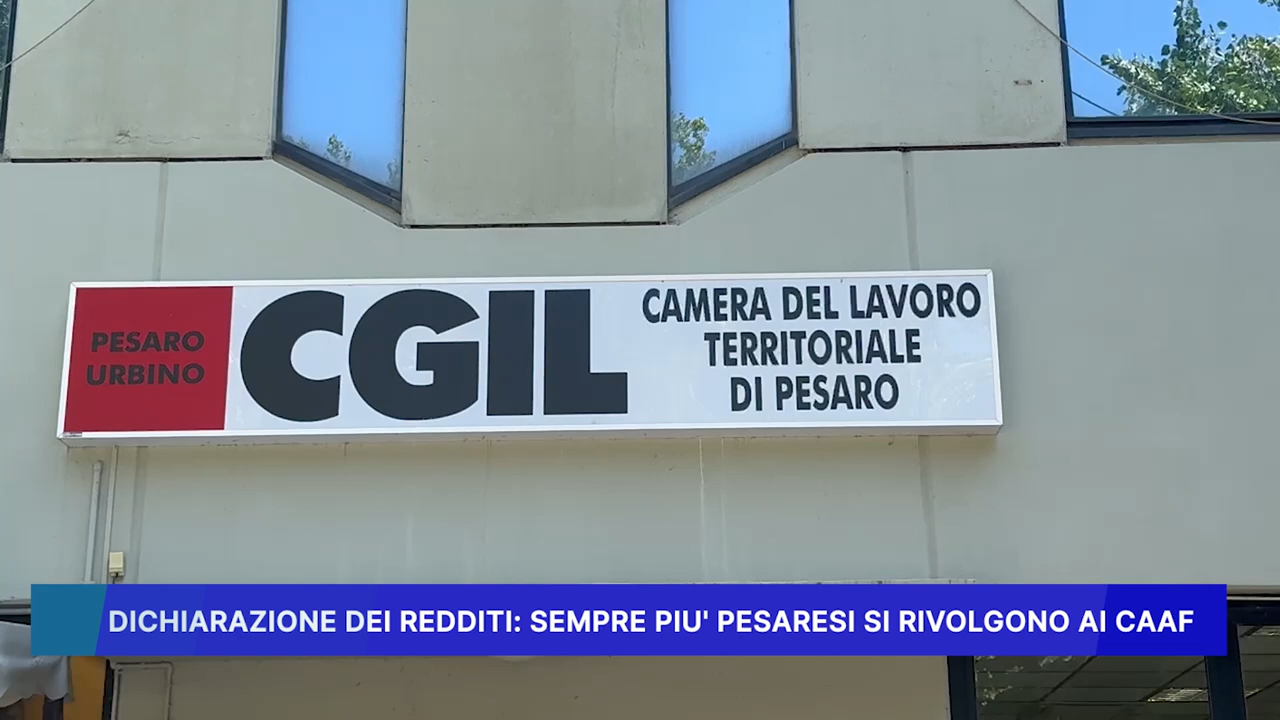 PESARO
URBINO
CGIL
CAMERA DEL LAVORO
TERRITORIALE
DI PESARO
DICHIARAZIONE DEI REDDITI: SEMPRE PIU' PESARESI SI RIVOLGONO AI CAAF